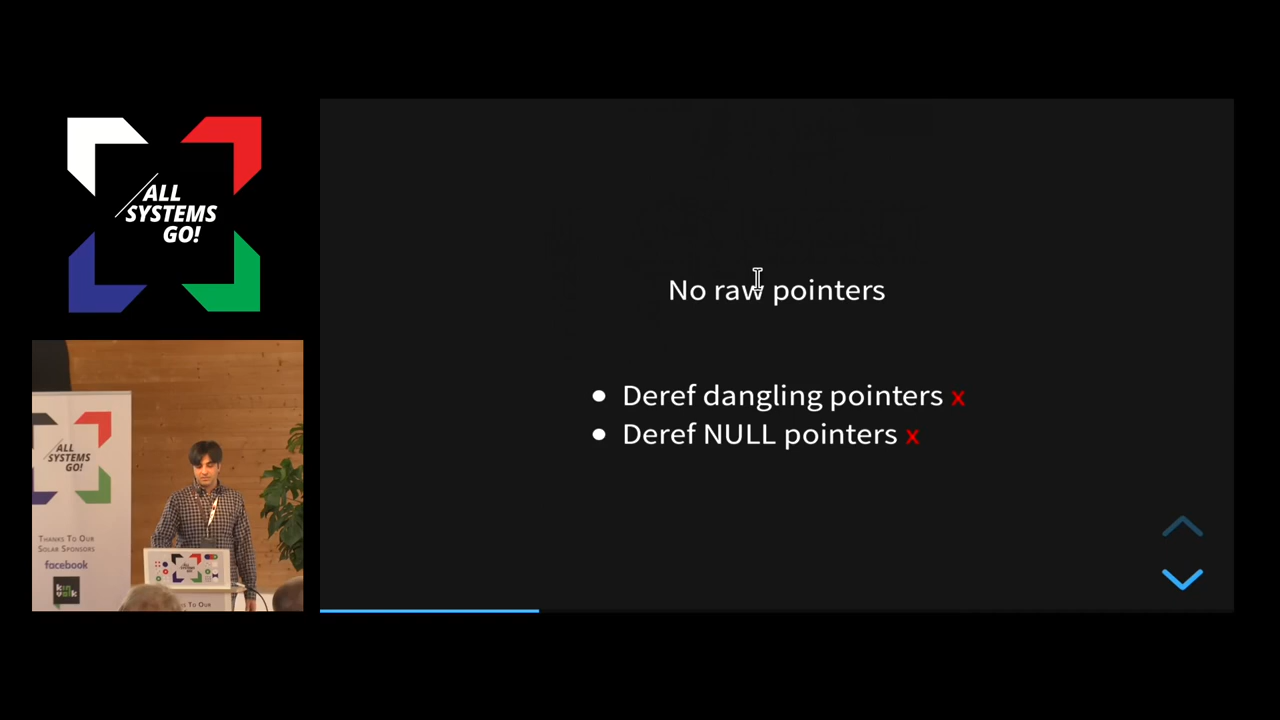 ALL
SYSTEMS
GO!
No raw pointers
Deref dangling pointers x
Deref NULL pointers x
ALL
SYSTEMS
GO!
THANKS TO OUR
SOLAR SPONSORS
facebook
kinvolk